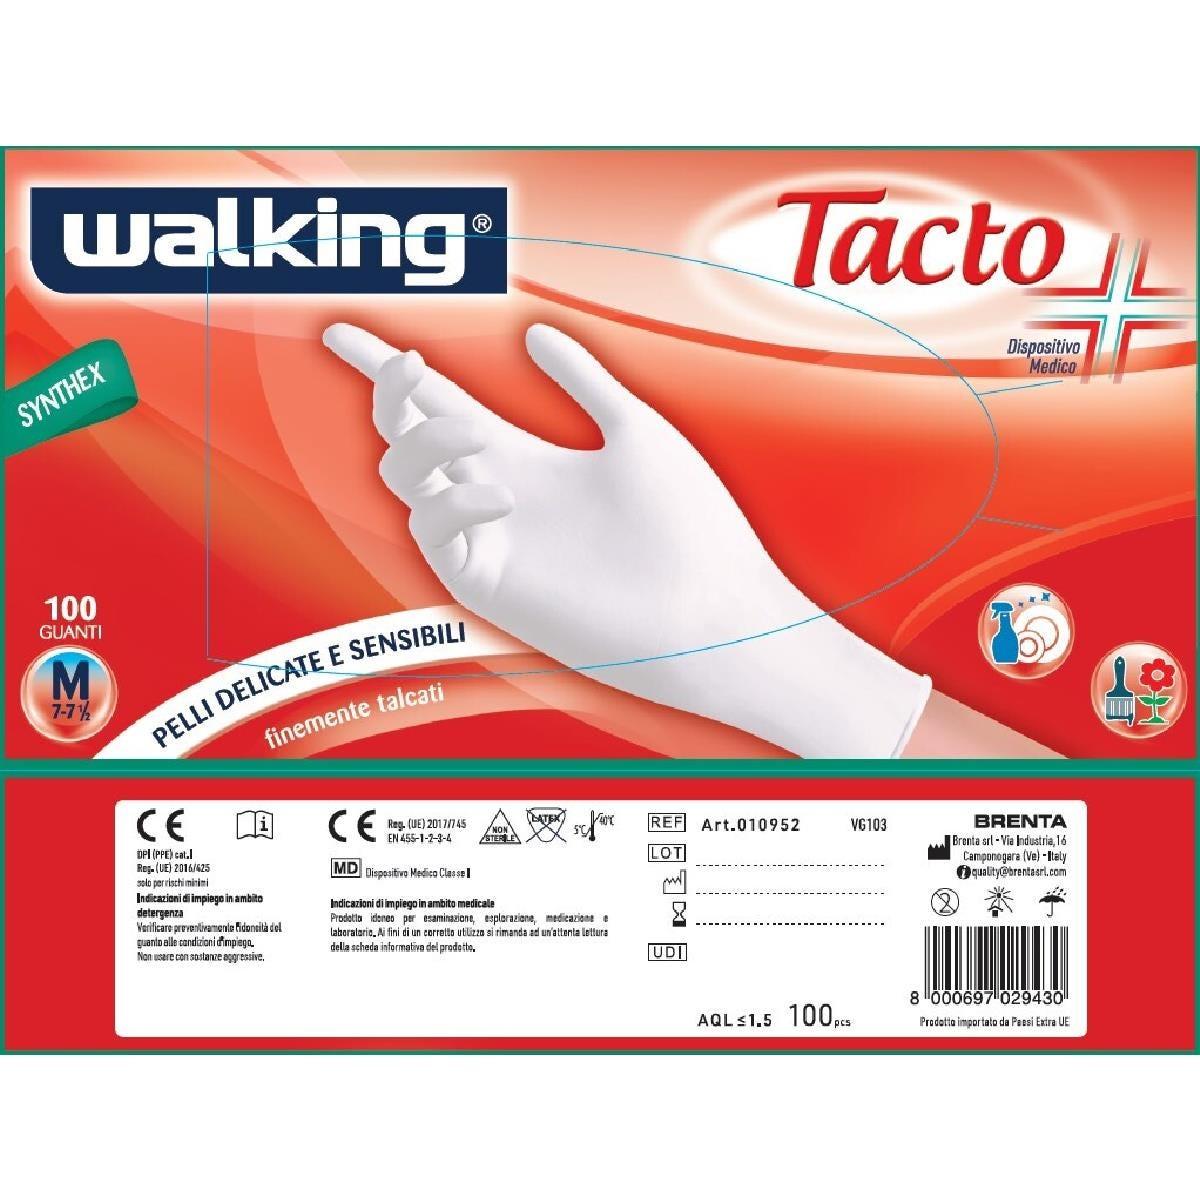 walking®
Tacto
Dispositivo
Medico
SYNTHEX
100
GUANTI
M
7-7 ½
PELLI DELICATE E SENSIBILI
finemente talcati
CE
DPI (PPE) cat.I
Reg. (UE) 2016/425
solo per rischi minimi
Indicazioni di impiego in ambito
detergenza
Verificare preventivamente l'idoneità del
guanto alle condizioni d'impiego.
Non usare con sostanze aggressive.
CE
Reg. (UE) 2017/745
EN 455-1-2-3-4
NON
STERILE
LATEX
5°C
40°C
MD Dispositivo Medico Classe I
Indicazioni di impiego in ambito medicale
Prodotto idoneo per esaminazione, esplorazione, medicazione e
laboratorio. Ai fini di un corretto utilizzo si rimanda ad un'attenta lettura
della scheda informativa del prodotto.
REF Art.010952 VG103
LOT
UDI
AQL ≤1.5 100 pcs
BRENTA
Brenta srl - Via Industria,16
Camponogara (Ve) - Italy
quality@brentasrl.com
2
8 000697 029430
Prodotto importato da Paesi Extra UE